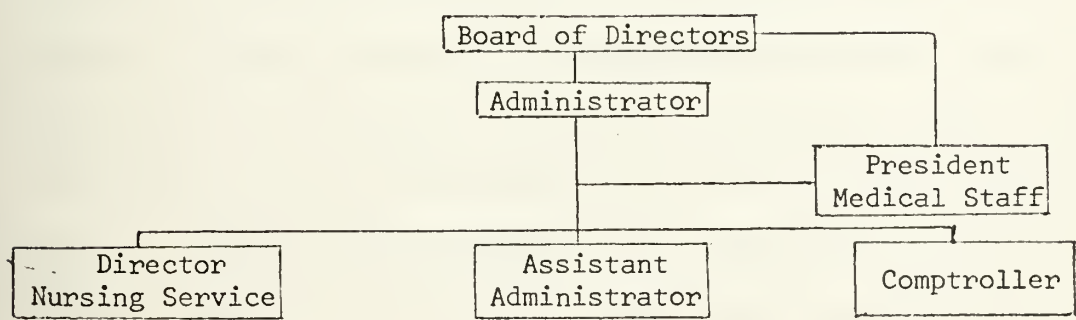 Board of Directors
Administrator
President
Medical Staff
Director
Nursing Service
Assistant
Administrator
Comptroller